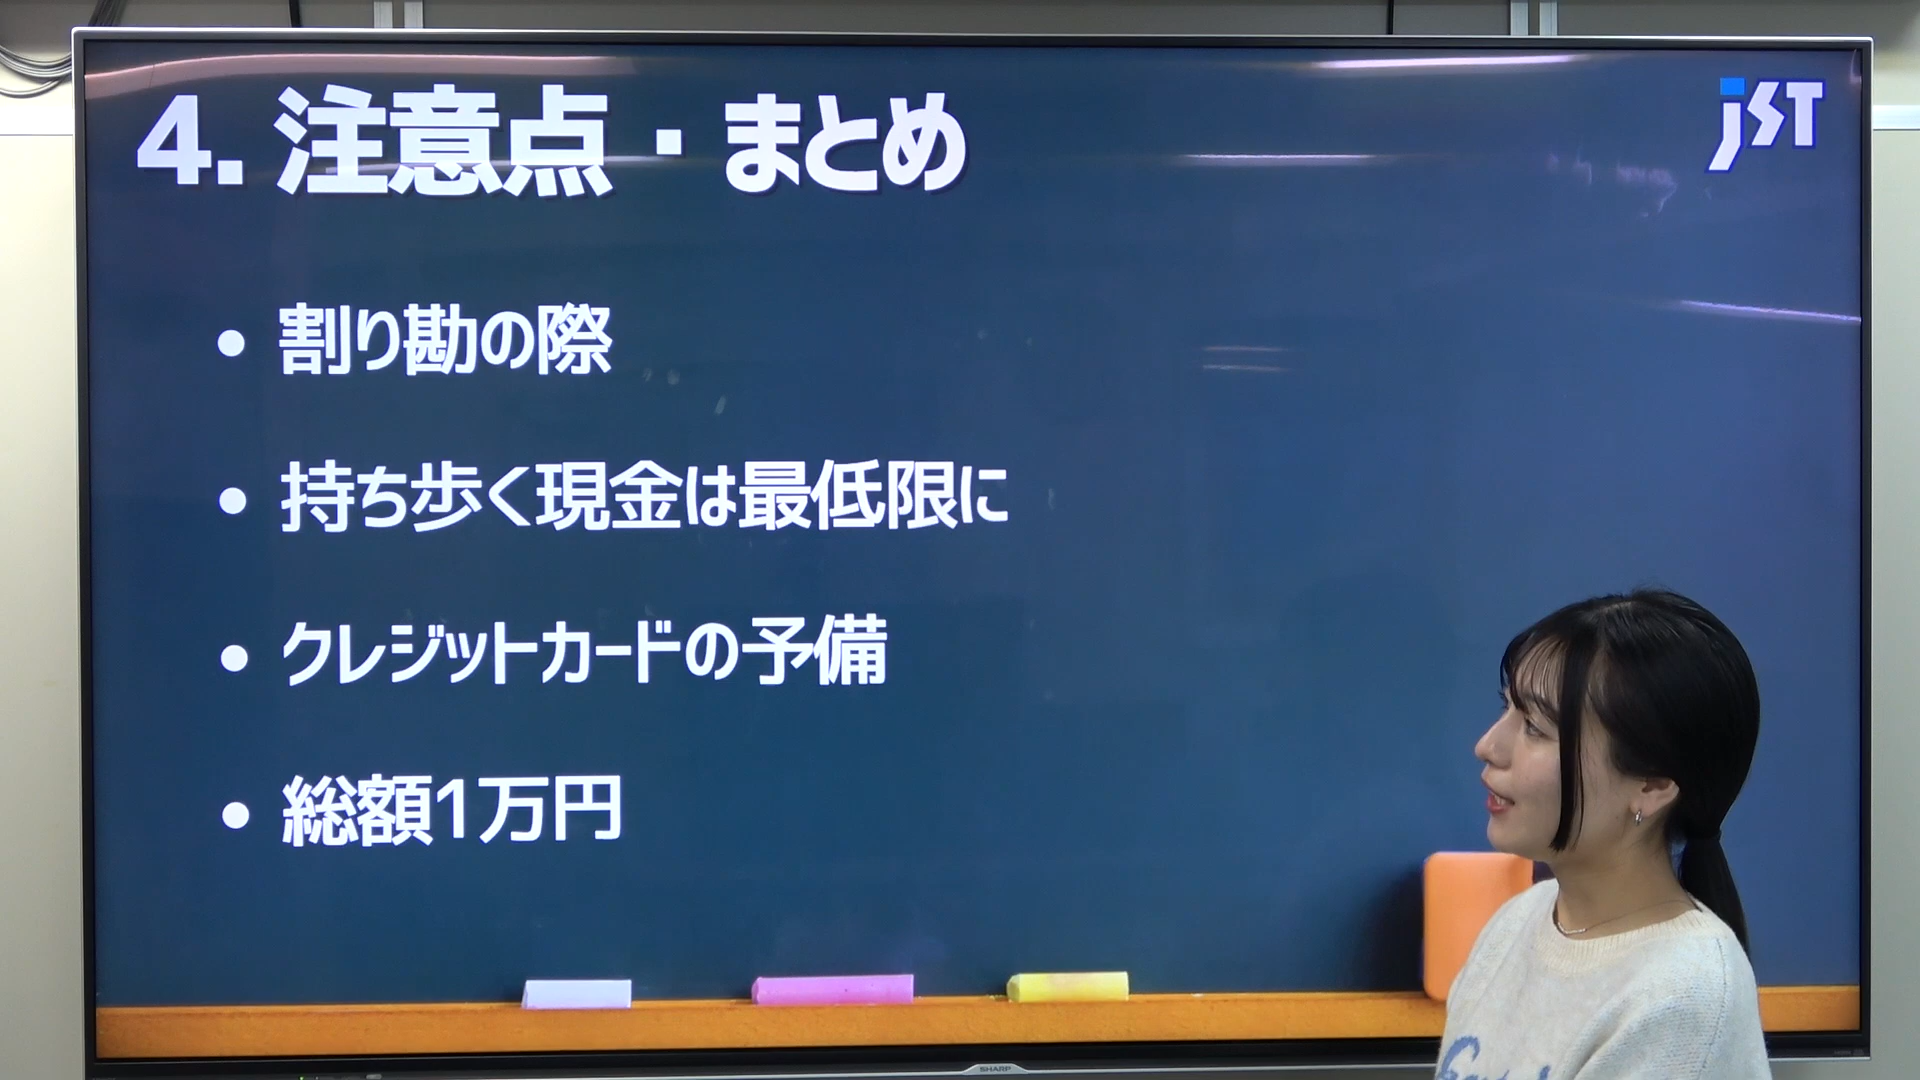 4. 注意点・まとめ
jST
• 割り勘の際
• 持ち歩く現金は最低限に
• クレジットカードの予備
• 総額1万円
SHARP